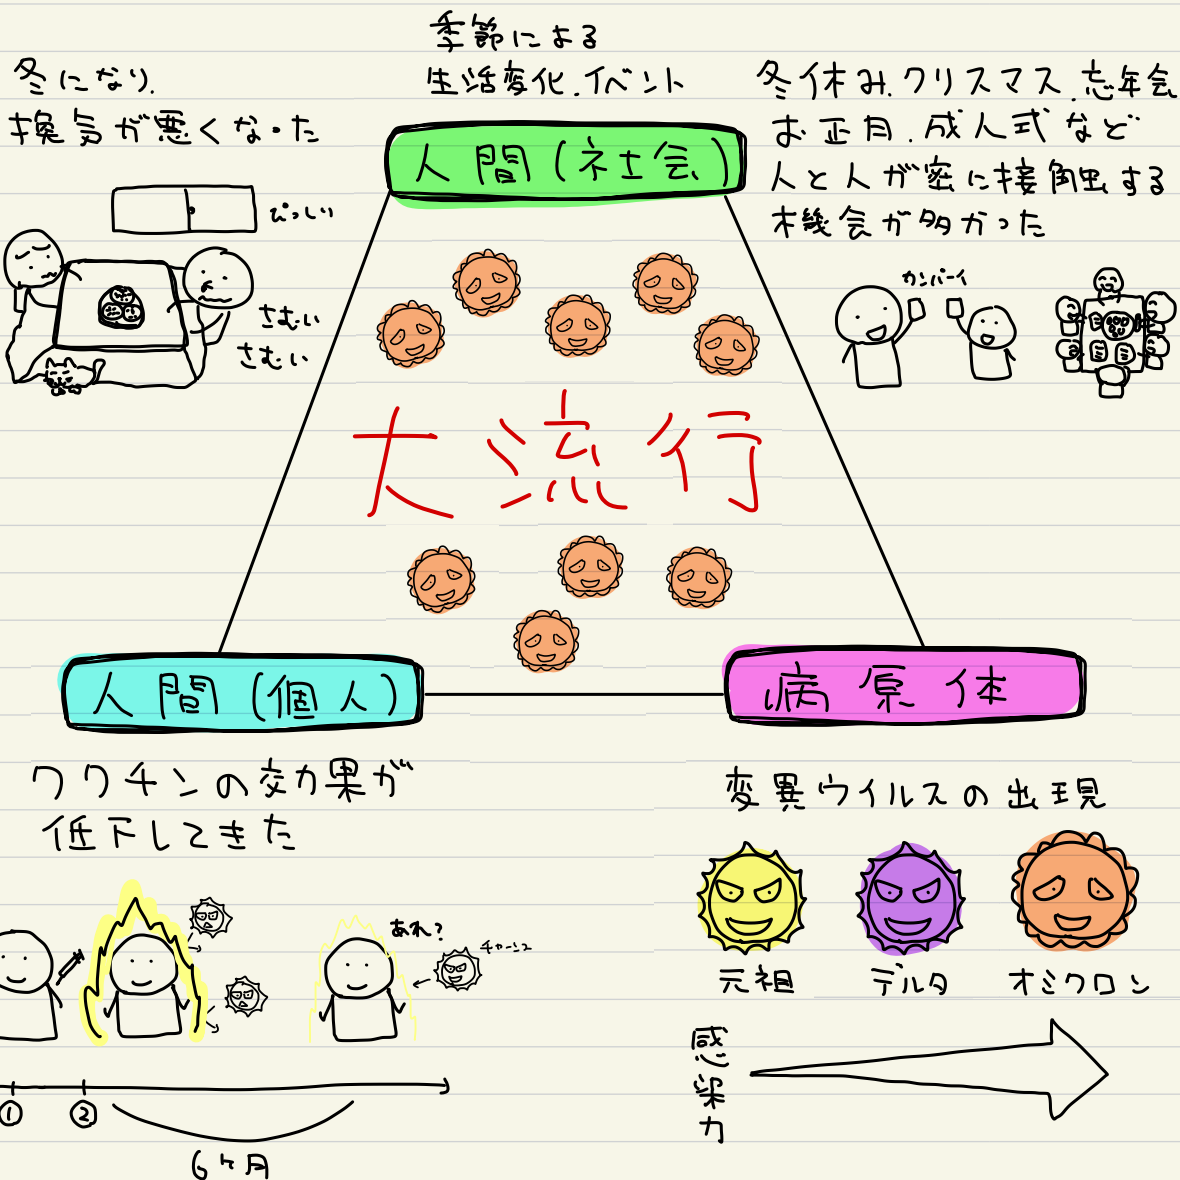 季節による
生活変化.イベント
冬になり.
換気が悪くなった
冬休み.クリスマス.忘年会
お正月.成人式など
人と人が密に接触する
機会が多かった
人間(社会)
ぴっしり
さむい
さむい
カンパーイ
大流行
人間(個人)
病原体
ワクチンの効果が
低下してきた
あれ?
チャーンス
①
②
6ヶ月
変異ウイルスの出現
元祖
デルタ
オミクロン
感染力